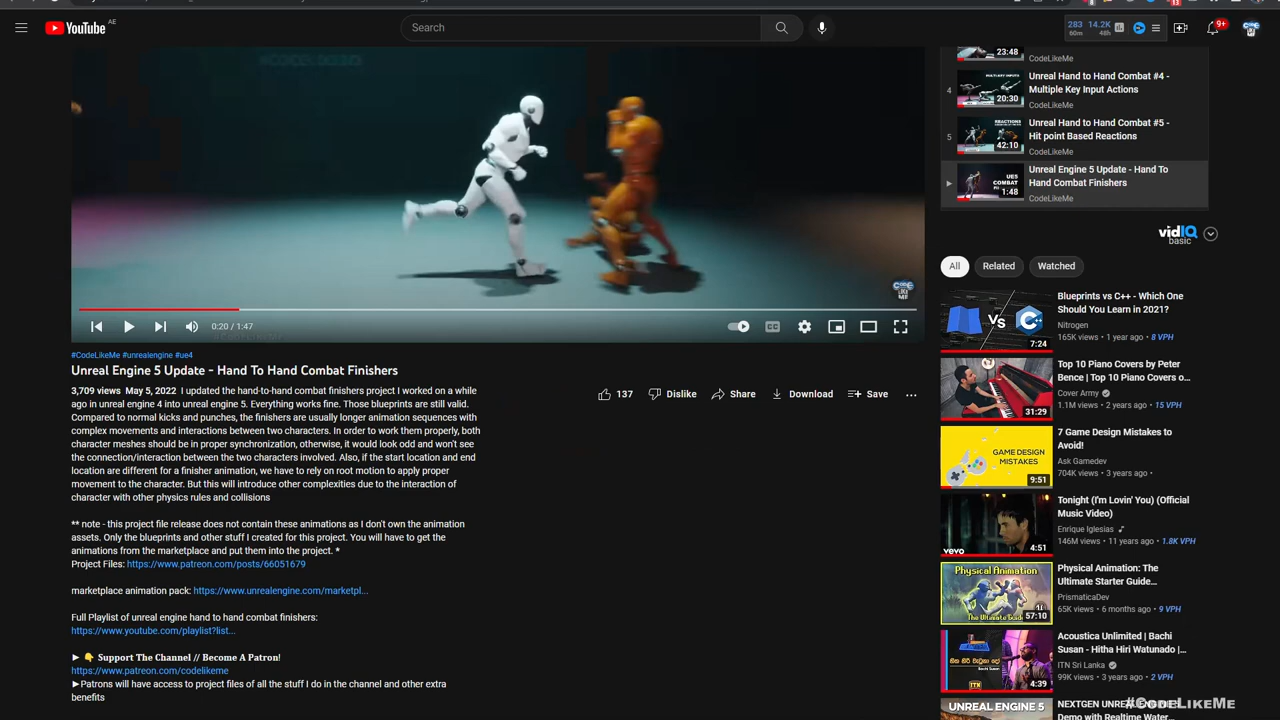 YouTube AE
Search
283 60m 14.2K 48h
9+
13
23:48
CodeLikeMe
4
20:30
Unreal Hand to Hand Combat #4 -
Multiple Key Input Actions
CodeLikeMe
5
REACTIONS
42:10
Unreal Hand to Hand Combat #5 -
Hit point Based Reactions
CodeLikeMe
UE5
COMBAT
1:48
Unreal Engine 5 Update - Hand To
Hand Combat Finishers
CodeLikeMe
vidIQ
basic
All
Related
Watched
CODE
LIKE
ME!
0:20 / 1:47
CC
#CodeLikeMe #unrealengine #ue4
Unreal Engine 5 Update - Hand To Hand Combat Finishers
3,709 views May 5, 2022 I updated the hand-to-hand combat finishers project I worked on a while
ago in unreal engine 4 into unreal engine 5. Everything works fine. Those blueprints are still valid.
Compared to normal kicks and punches, the finishers are usually longer animation sequences with
complex movements and interactions between two characters. In order to work them properly, both
character meshes should be in proper synchronization, otherwise, it would look odd and won't see
the connection/interaction between the two characters involved. Also, if the start location and end
location are different for a finisher animation, we have to rely on root motion to apply proper
movement to the character. But this will introduce other complexities due to the interaction of
character with other physics rules and collisions
** note - this project file release does not contain these animations as I don't own the animation
assets. Only the blueprints and other stuff I created for this project. You will have to get the
animations from the marketplace and put them into the project. *
Project Files: https://www.patreon.com/posts/66051679
marketplace animation pack: https://www.unrealengine.com/marketpl...
Full Playlist of unreal engine hand to hand combat finishers:
https://www.youtube.com/playlist?list...
► 👇 Support The Channel // Become A Patron!
https://www.patreon.com/codelikeme
►Patrons will have access to project files of all the stuff I do in the channel and other extra
benefits
137
Dislike
Share
Download
Save
Vs
7:24
Blueprints vs C++ - Which One
Should You Learn in 2021?
Nitrogen
165K views • 1 year ago • 8 VPH
31:29
Top 10 Piano Covers by Peter
Bence | Top 10 Piano Covers o...
Cover Army
1.1M views • 2 years ago • 15 VPH
GAME DESIGN
MISTAKES
9:51
7 Game Design Mistakes to
Avoid!
Ask Gamedev
704K views • 3 years ago •
vevo
4:51
Tonight (I'm Lovin' You) (Official
Music Video)
Enrique Iglesias
146M views • 11 years ago • 1.8K VPH
Physical Animation
The Ultimate Guide
57:10
Physical Animation: The
Ultimate Starter Guide...
PrismaticaDev
65K views • 6 months ago • 9 VPH
ITN
4:39
Acoustica Unlimited | Bachi
Susan - Hitha Hiri Watunado |...
ITN Sri Lanka
99K views • 3 years ago • 2 VPH
UNREAL ENGINE 5
NEXTGEN UNREAL
Demo with Realtime Water
#CodeLikeMe